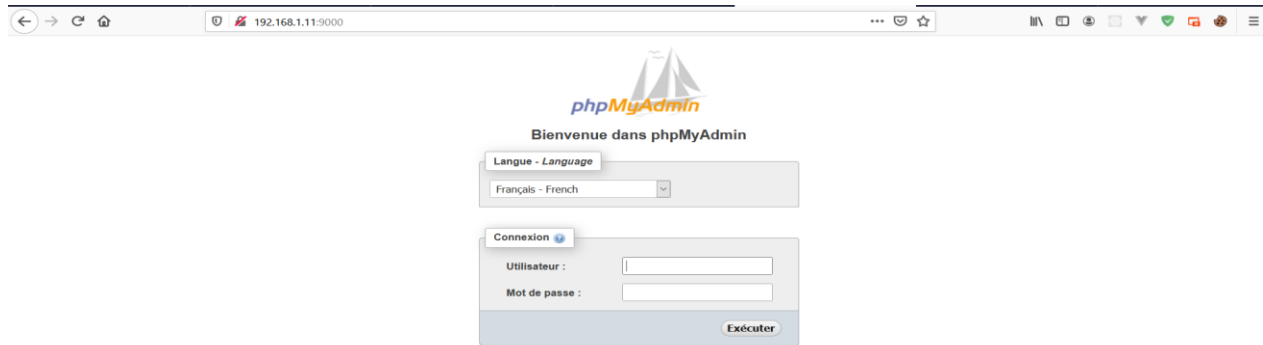 192.168.1.11:9000
phpMyAdmin
Bienvenue dans phpMyAdmin
Langue - Language
Français - French
Connexion
Utilisateur :
Mot de passe :
Exécuter